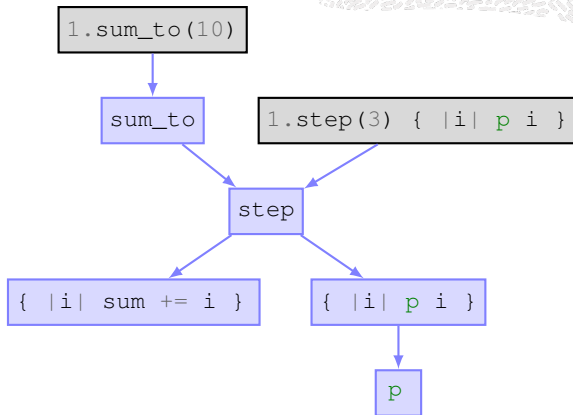 1.sum_to(10)
sum_to
1.step(3) { |i| p i }
step
{ |i| sum += i }
{ |i| p i }
p